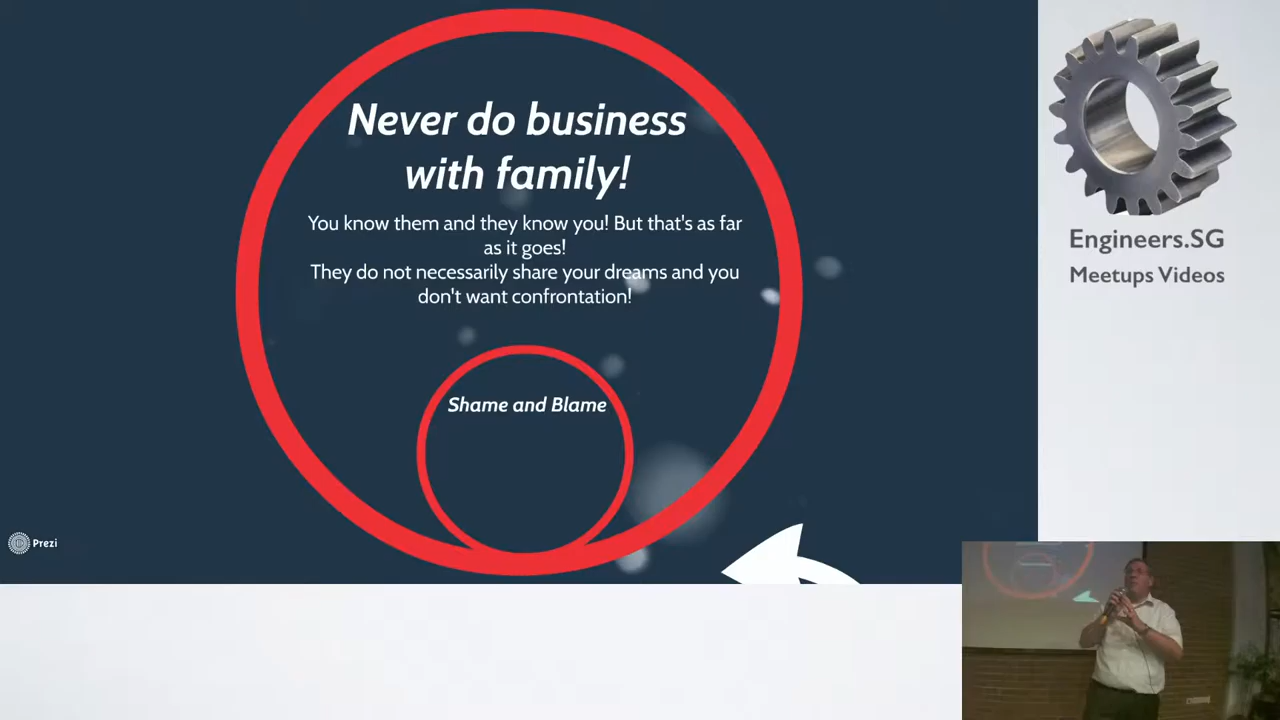 Never do business
with family!
You know them and they know you! But that's as far
as it goes!
They do not necessarily share your dreams and you
don't want confrontation!
Shame and Blame
Prezi
Engineers.SG
Meetups Videos